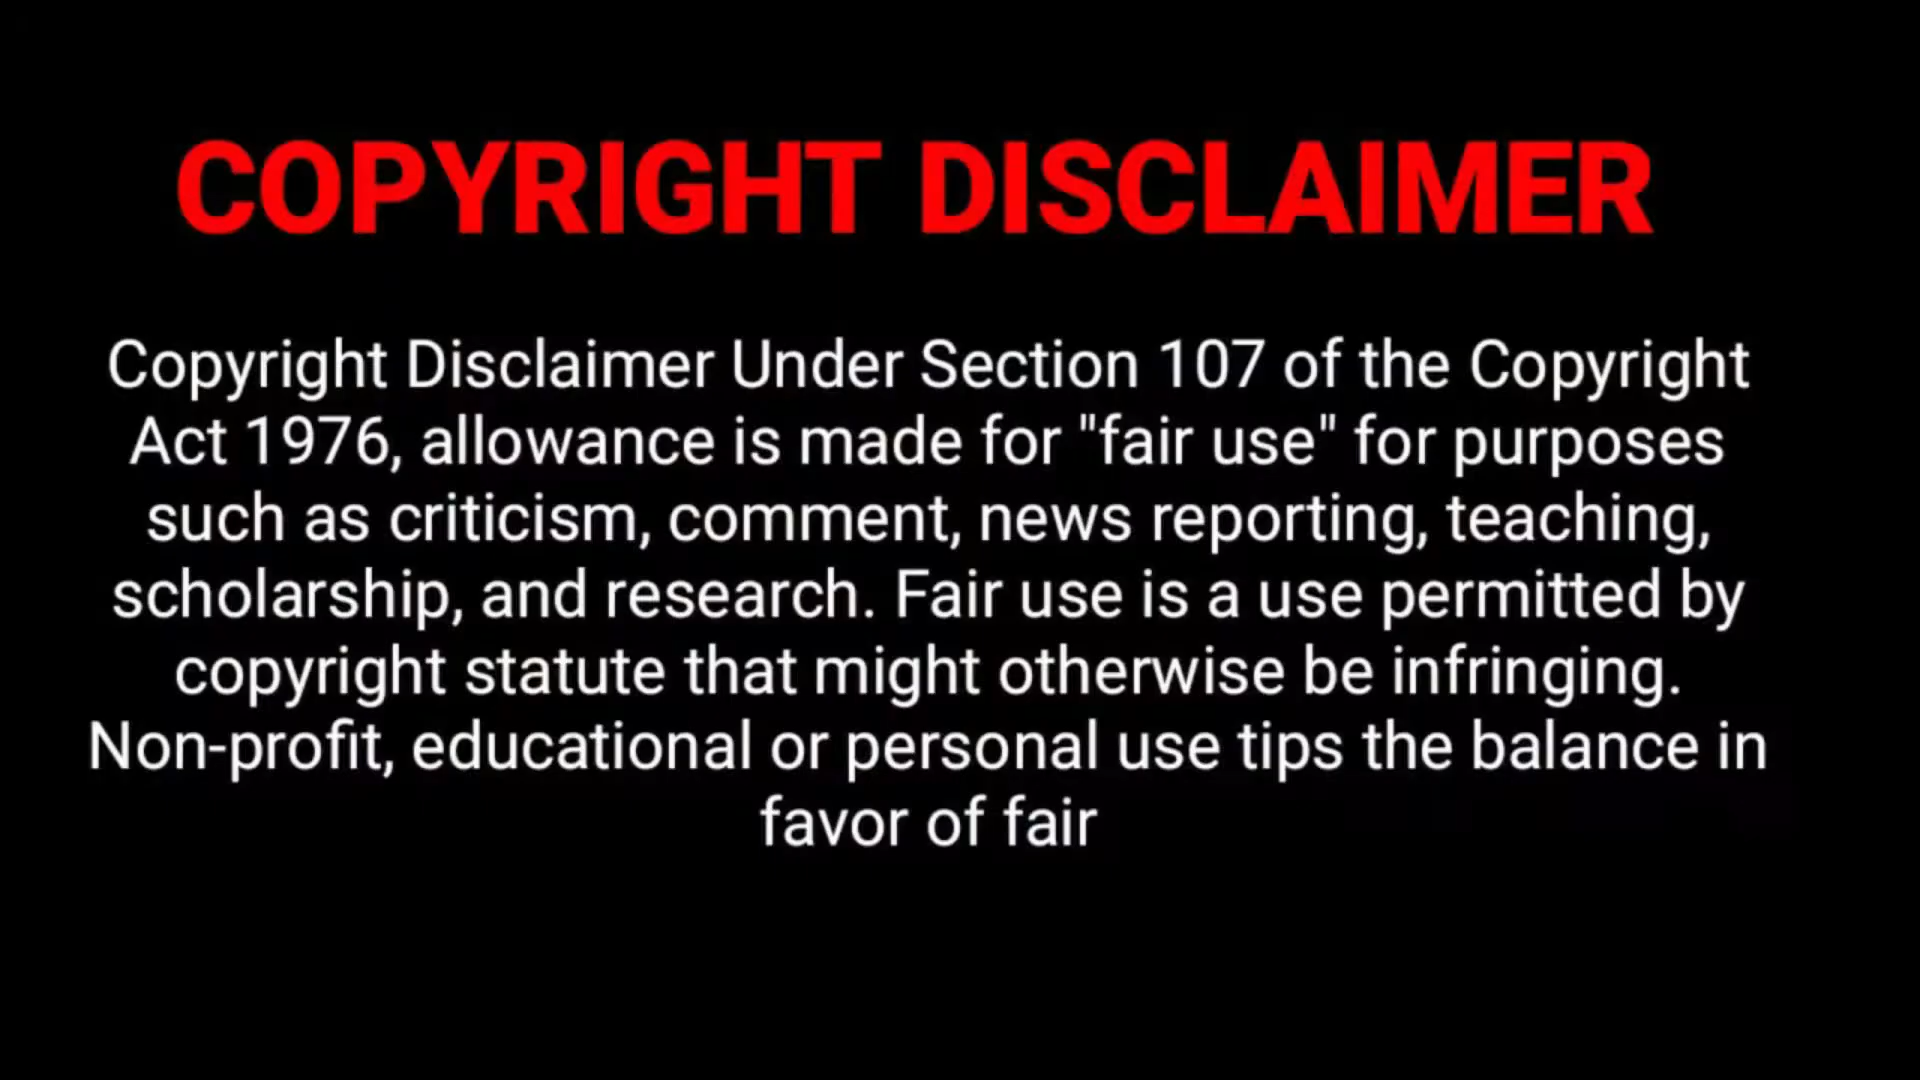 COPYRIGHT DISCLAIMER
Copyright Disclaimer Under Section 107 of the Copyright
Act 1976, allowance is made for "fair use" for purposes
such as criticism, comment, news reporting, teaching,
scholarship, and research. Fair use is a use permitted by
copyright statute that might otherwise be infringing.
Non-profit, educational or personal use tips the balance in
favor of fair